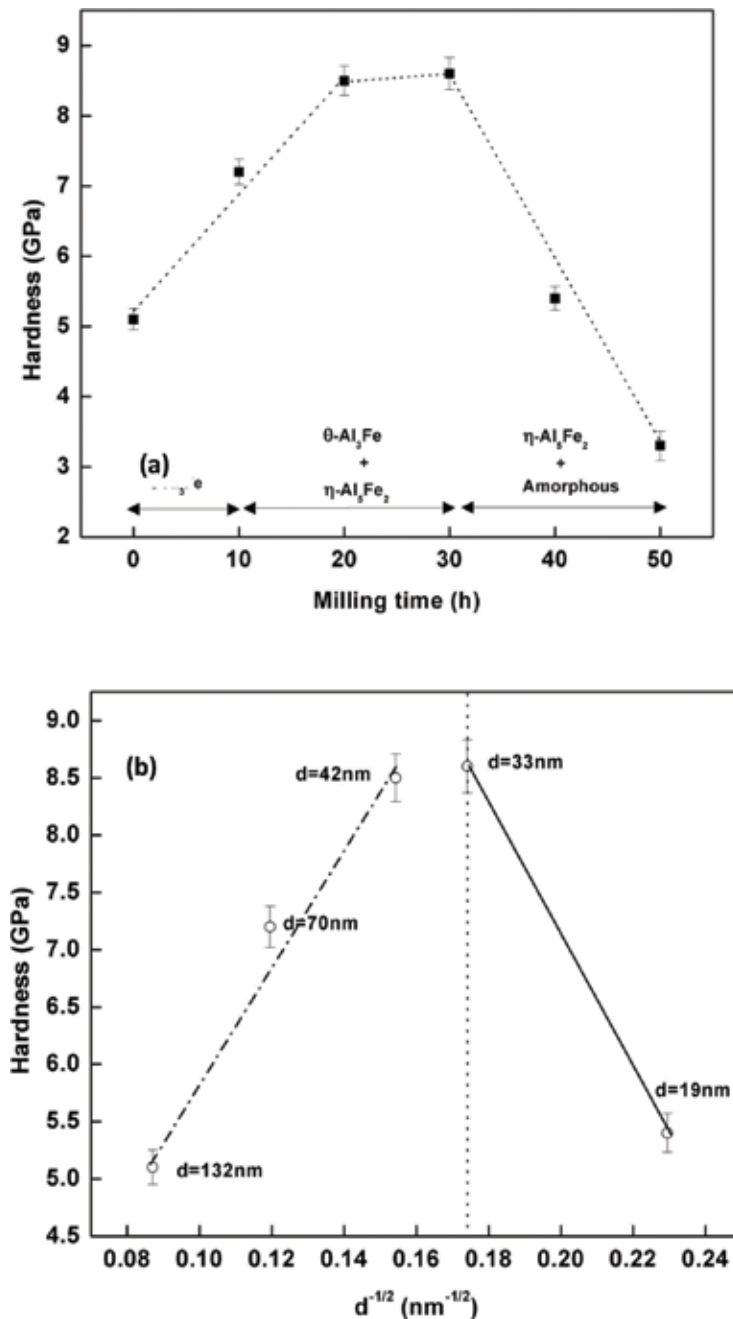 9
8
7
6
5
4
3
2
Hardness (GPa)
(a)
θ-Al₃Fe
+
η-Al₅Fe₂
η-Al₅Fe₂
+
Amorphous
0 10 20 30 40 50
Milling time (h)
9.0
8.5
8.0
7.5
7.0
6.5
6.0
5.5
5.0
4.5
Hardness (GPa)
(b)
d=42nm
d=33nm
d=70nm
d=19nm
d=132nm
0.08 0.10 0.12 0.14 0.16 0.18 0.20 0.22 0.24
d⁻¹/² (nm⁻¹/²)